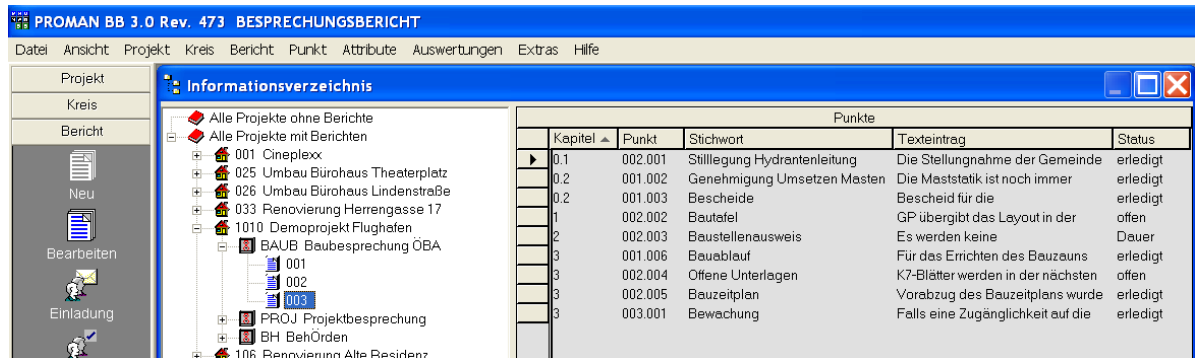 PROMAN BB 3.0 Rev. 473 BESPRECHUNGSBERICHT
Datei Ansicht Projekt Kreis Bericht Punkt Attribute Auswertungen Extras Hilfe
Projekt
Kreis
Bericht
Neu
Bearbeiten
Einladung
Informationsverzeichnis
Alle Projekte ohne Berichte
Alle Projekte mit Berichten
001 Cineplexx
025 Umbau Bürohaus Theaterplatz
026 Umbau Bürohaus Lindenstraße
033 Renovierung Herrengasse 17
1010 Demoprojekt Flughafen
BAUB Baubesprechung ÖBA
001
002
003
PROJ Projektbesprechung
BH BehÖrden
106 Renovierung Alte Residenz
Punkte
Kapitel Punkt Stichwort Texteintrag Status
0.1 002.001 Stilllegung Hydrantenleitung Die Stellungnahme der Gemeinde erledigt
0.2 001.002 Genehmigung Umsetzen Masten Die Maststatik ist noch immer erledigt
0.2 001.003 Bescheide Bescheid für die erledigt
1 002.002 Bautafel GP übergibt das Layout in der offen
2 002.003 Baustellenausweis Es werden keine Dauer
3 001.006 Bauablauf Für das Errichten des Bauzauns erledigt
3 002.004 Offene Unterlagen K7-Blätter werden in der nächsten offen
3 002.005 Bauzeitplan Vorabzug des Bauzeitplans wurde erledigt
3 003.001 Bewachung Falls eine Zugänglichkeit auf die erledigt